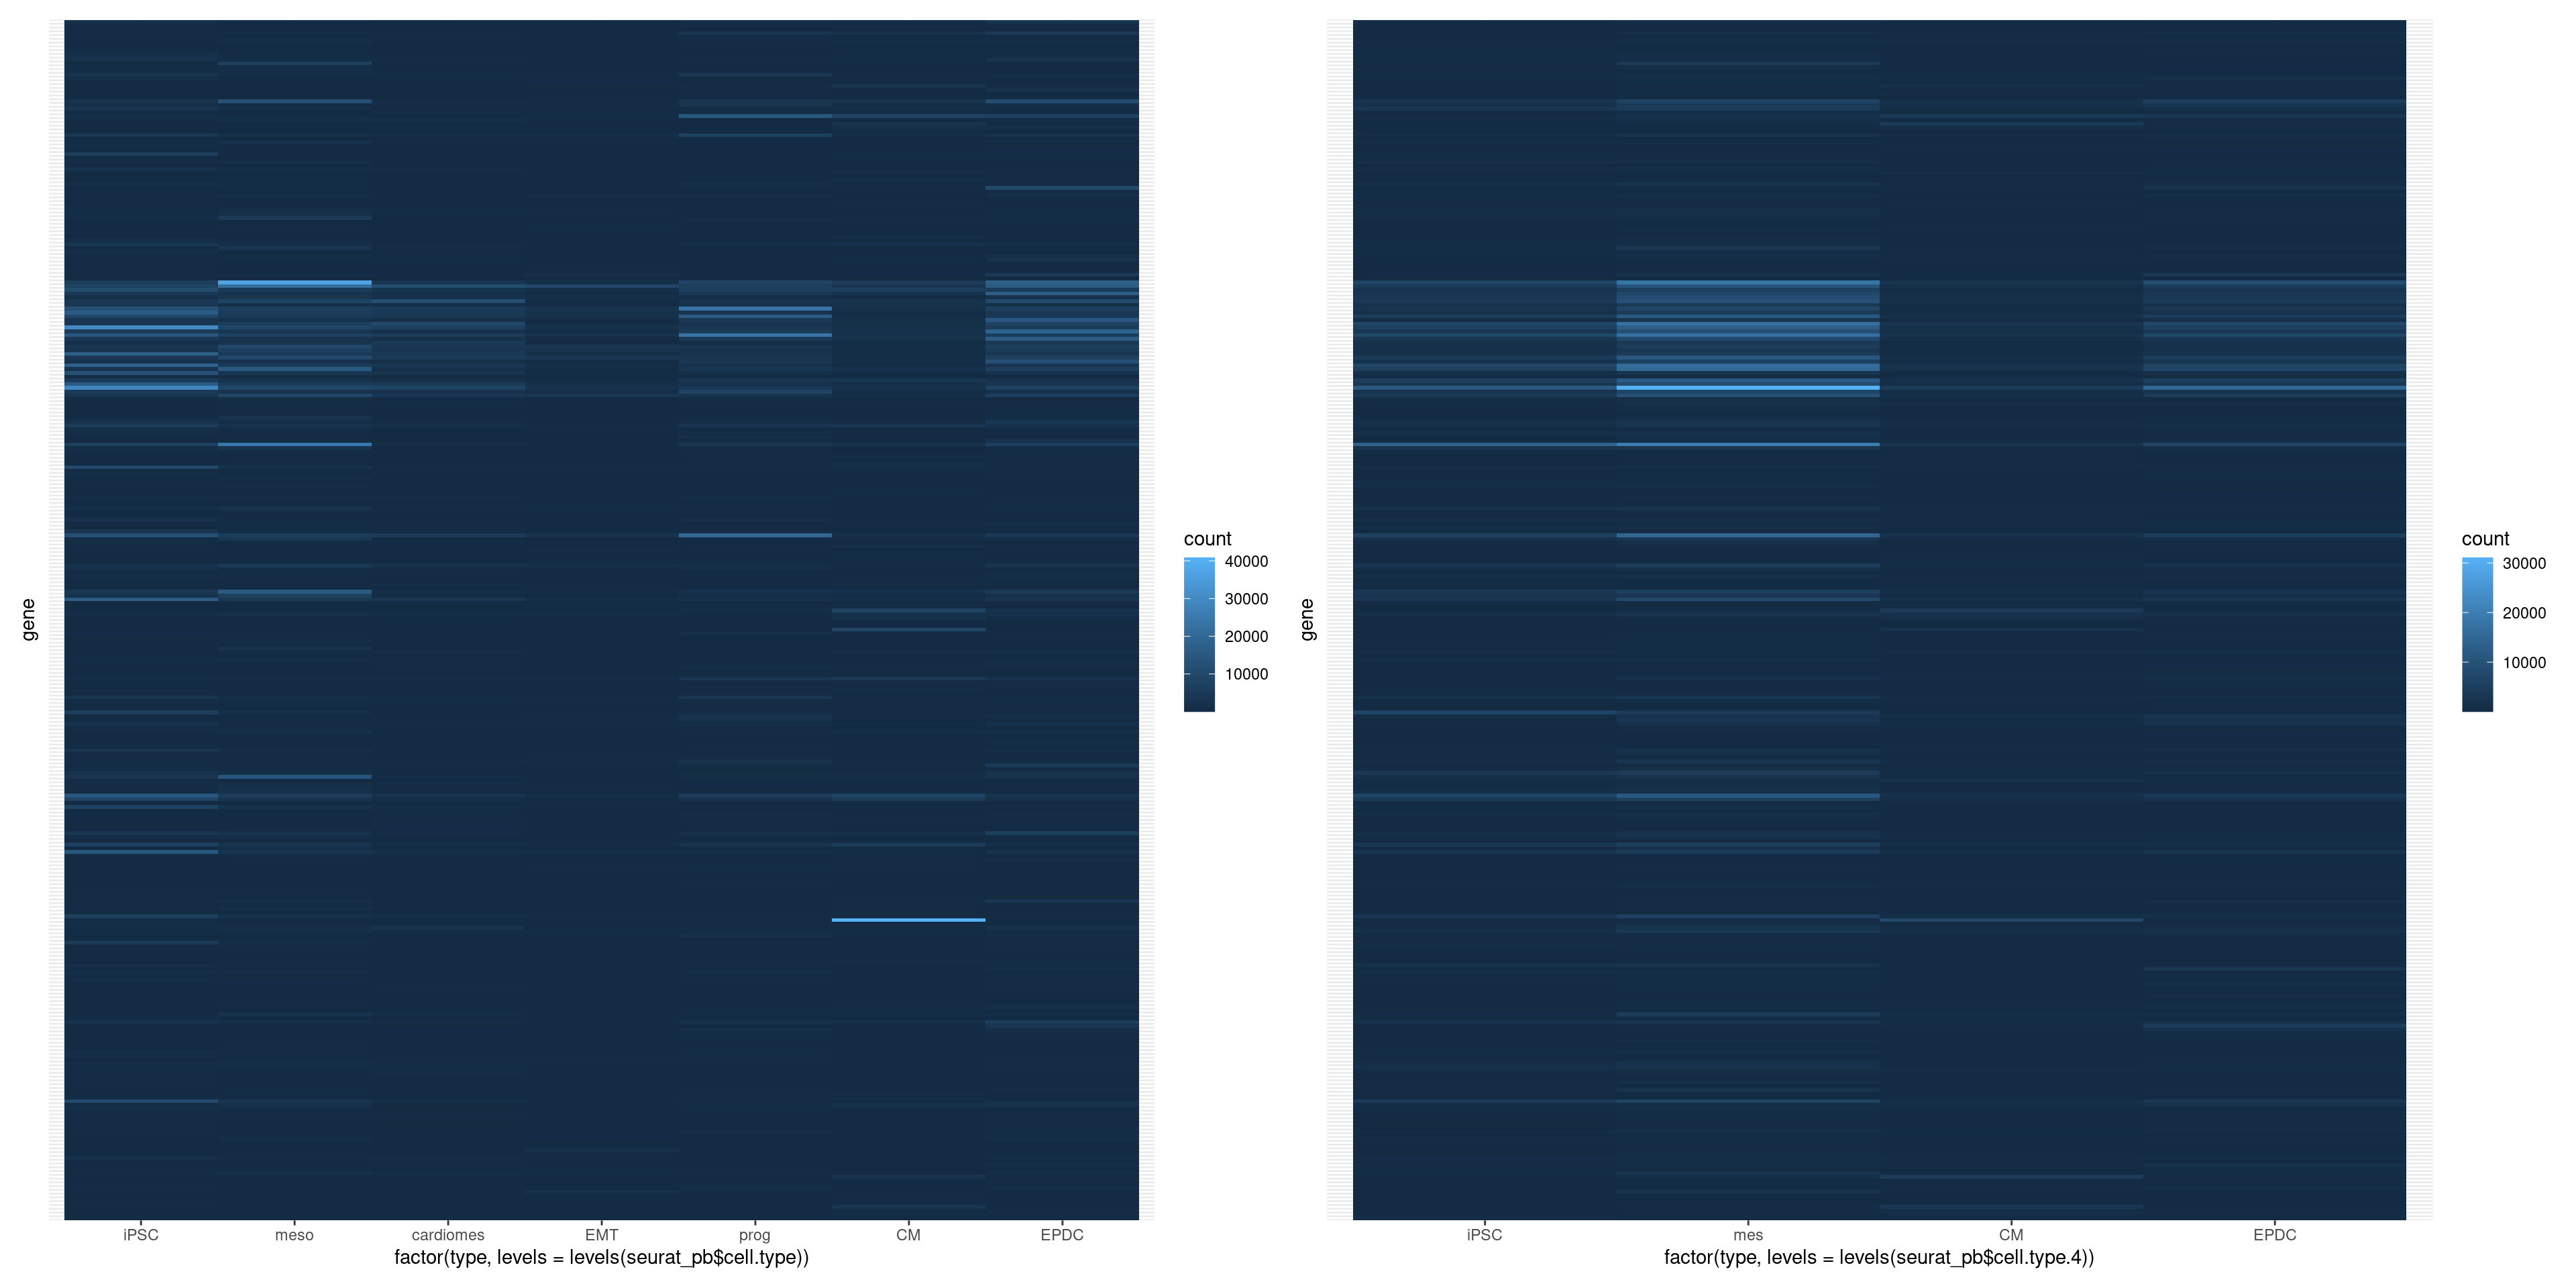 gene
iPSC meso cardiomes EMT prog CM EPDC
factor(type, levels = levels(seurat_pb$cell.type))
count
40000
30000
20000
10000
gene
iPSC mes CM EPDC
factor(type, levels = levels(seurat_pb$cell.type.4))
count
30000
20000
10000